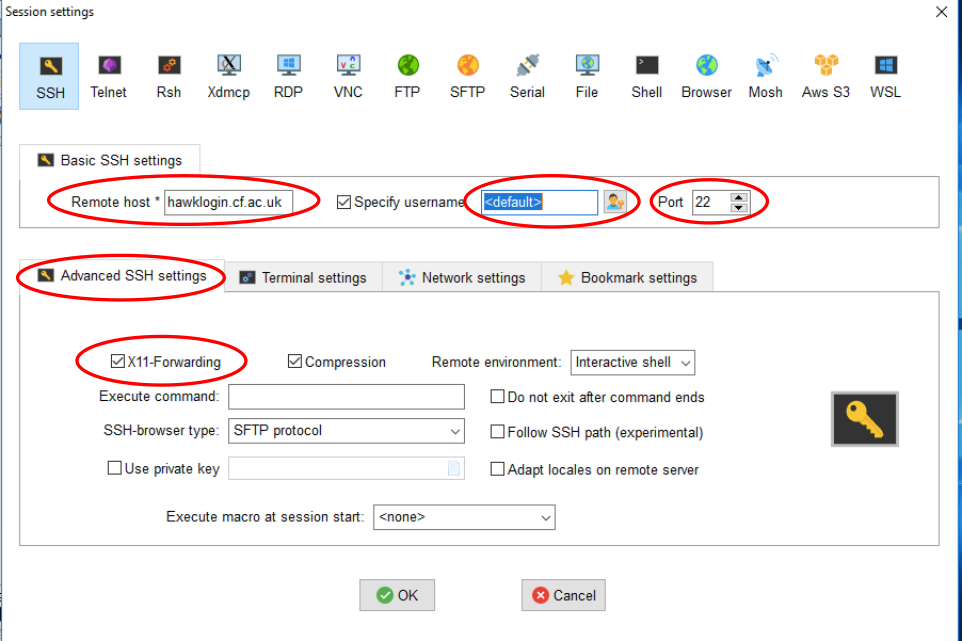 Session settings
SSH Telnet Rsh Xdmcp RDP VNC FTP SFTP Serial File Shell Browser Mosh Aws S3 WSL
Basic SSH settings
Remote host * hawklogin.cf.ac.uk Specify username <default> Port 22
Advanced SSH settings Terminal settings Network settings Bookmark settings
X11-Forwarding Compression Remote environment: Interactive shell
Execute command: Do not exit after command ends
SSH-browser type: SFTP protocol Follow SSH path (experimental)
Use private key Adapt locales on remote server
Execute macro at session start: <none>
OK Cancel